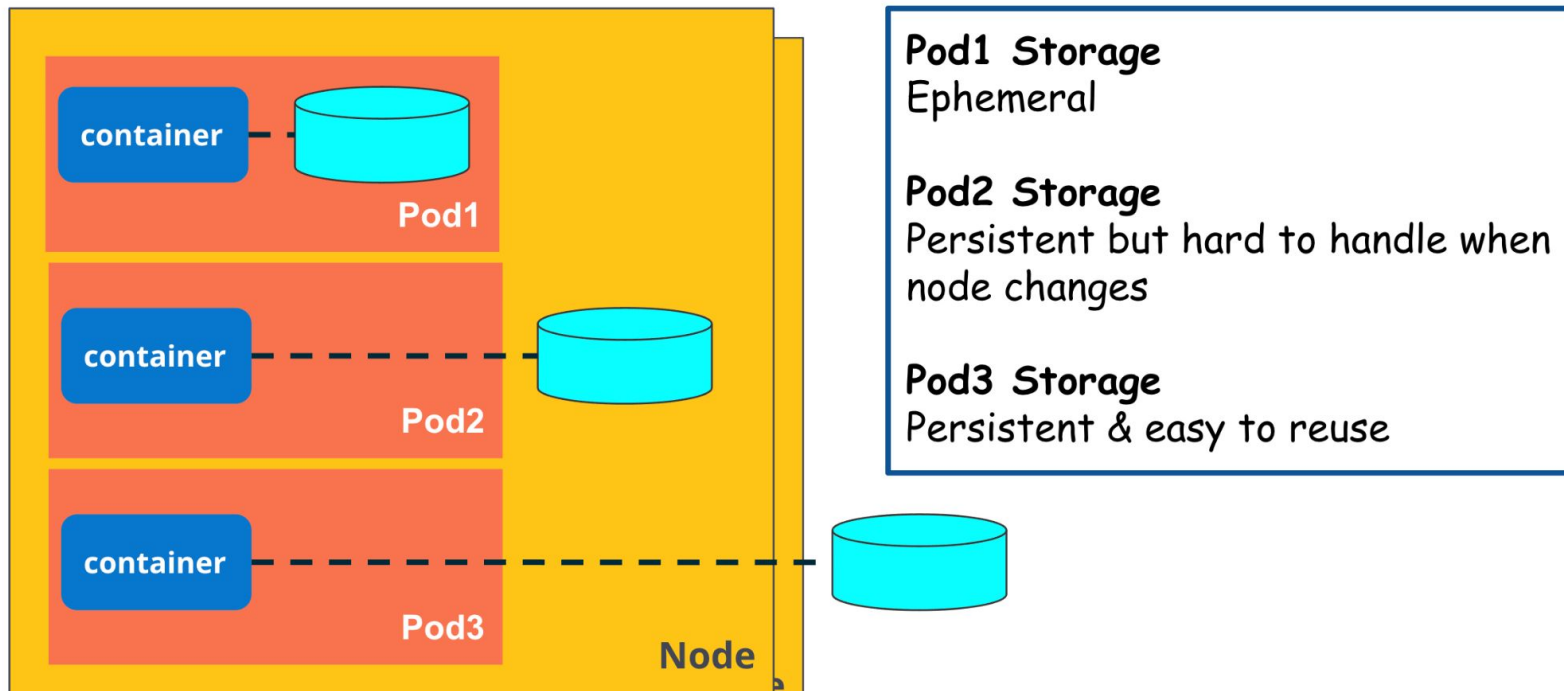 container
Pod1
container
Pod2
container
Pod3
Node
Pod1 Storage
Ephemeral
Pod2 Storage
Persistent but hard to handle when
node changes
Pod3 Storage
Persistent & easy to reuse